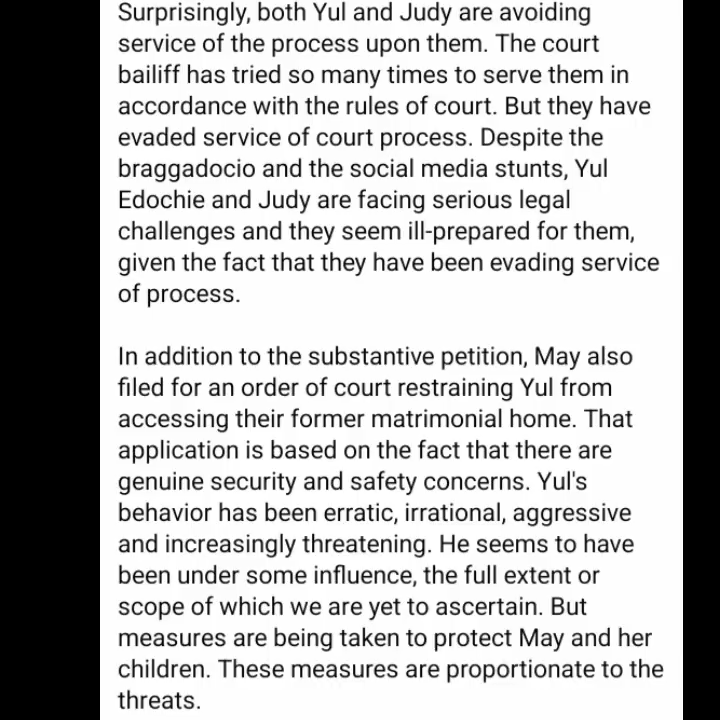 Surprisingly, both Yul and Judy are avoiding
service of the process upon them. The court
bailiff has tried so many times to serve them in
accordance with the rules of court. But they have
evaded service of court process. Despite the
braggadocio and the social media stunts, Yul
Edochie and Judy are facing serious legal
challenges and they seem ill-prepared for them,
given the fact that they have been evading service
of process.

In addition to the substantive petition, May also
filed for an order of court restraining Yul from
accessing their former matrimonial home. That
application is based on the fact that there are
genuine security and safety concerns. Yul's
behavior has been erratic, irrational, aggressive
and increasingly threatening. He seems to have
been under some influence, the full extent or
scope of which we are yet to ascertain. But
measures are being taken to protect May and her
children. These measures are proportionate to the
threats.